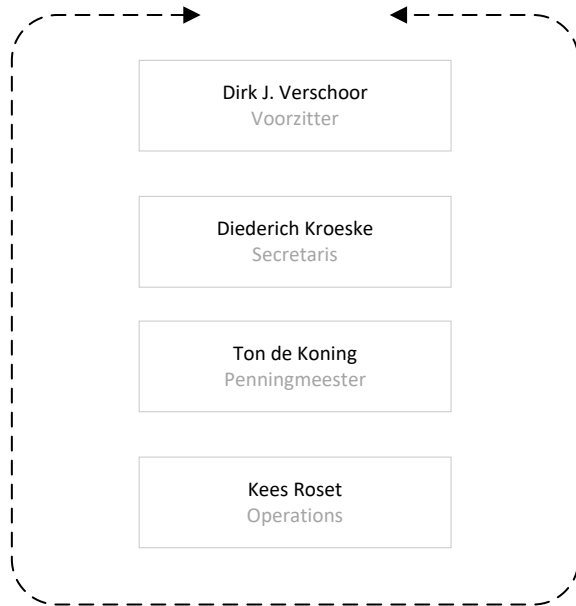 Dirk J. Verschoor
Voorzitter
Diederich Kroeske
Secretaris
Ton de Koning
Penningmeester
Kees Roset
Operations